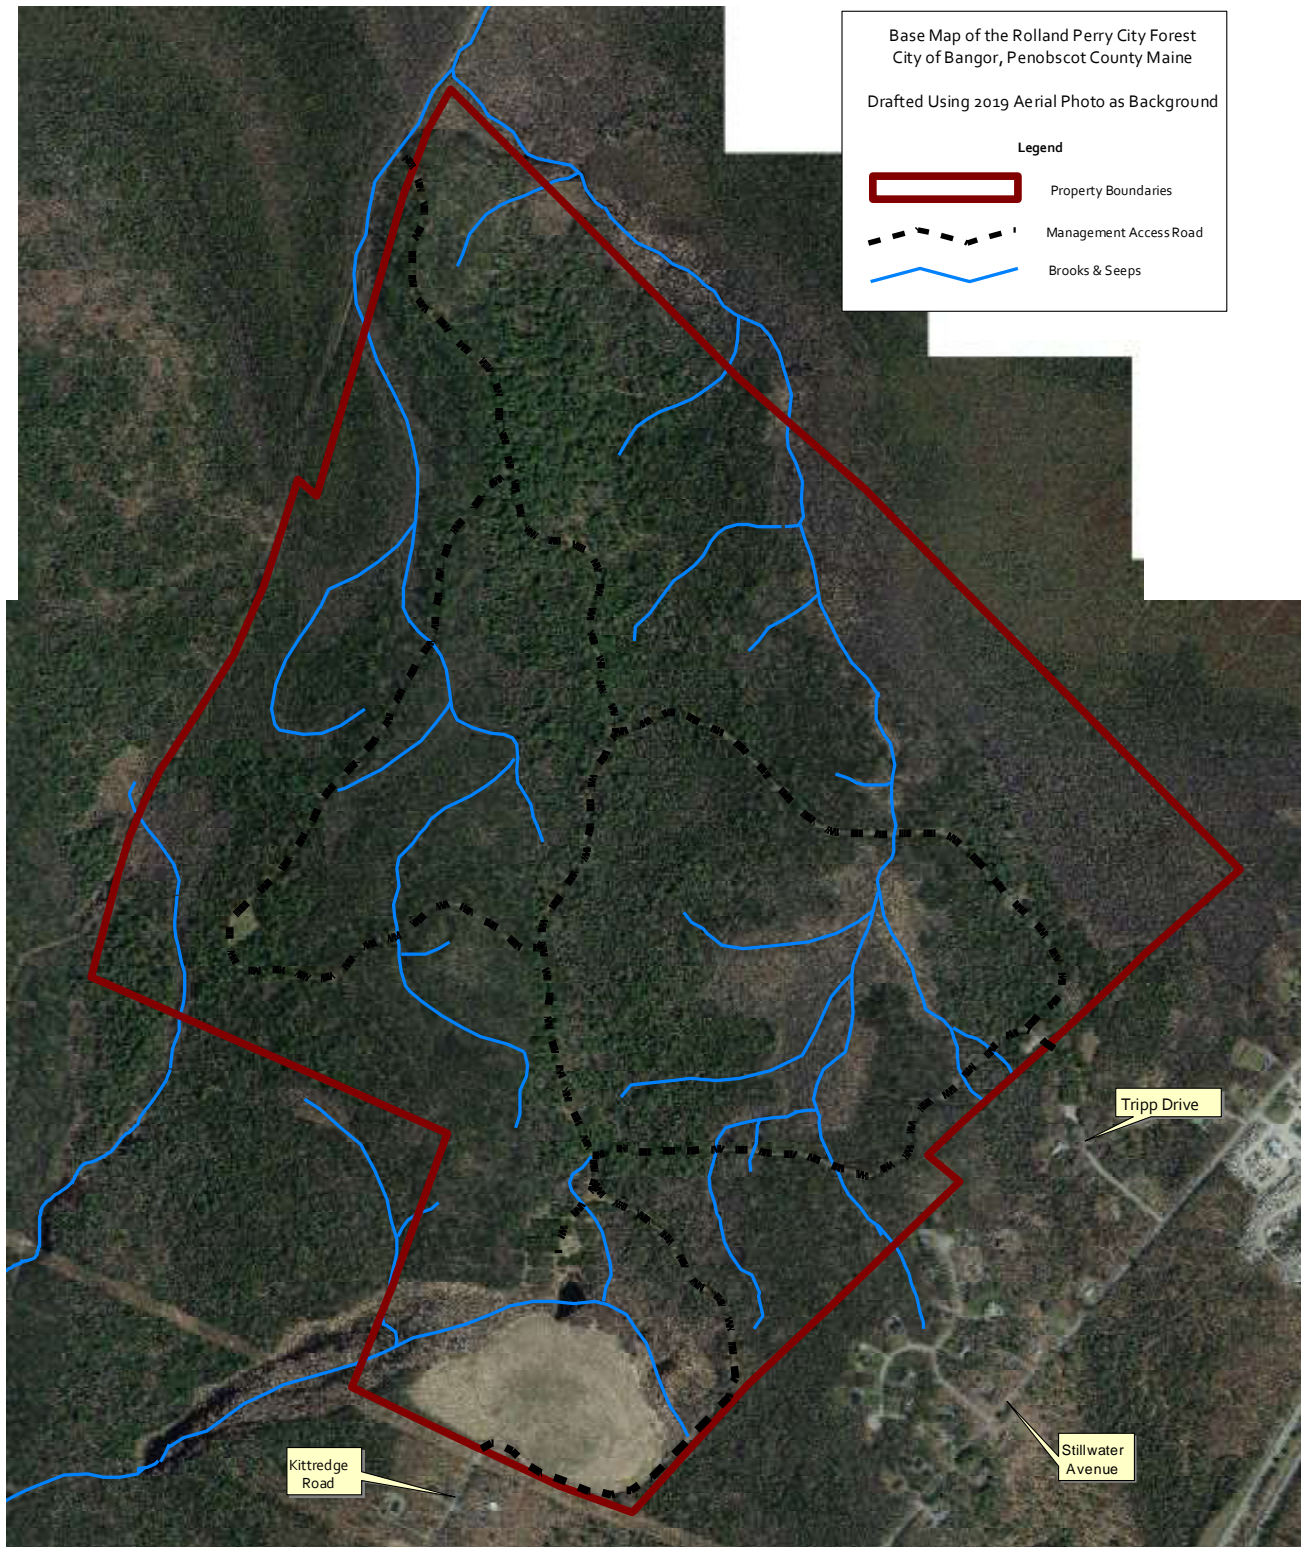 Base Map of the Rolland Perry City Forest
City of Bangor, Penobscot County Maine
Drafted Using 2019 Aerial Photo as Background
Legend
Property Boundaries
Management Access Road
Brooks & Seeps
Tripp Drive
Stillwater
Avenue
Kittredge
Road